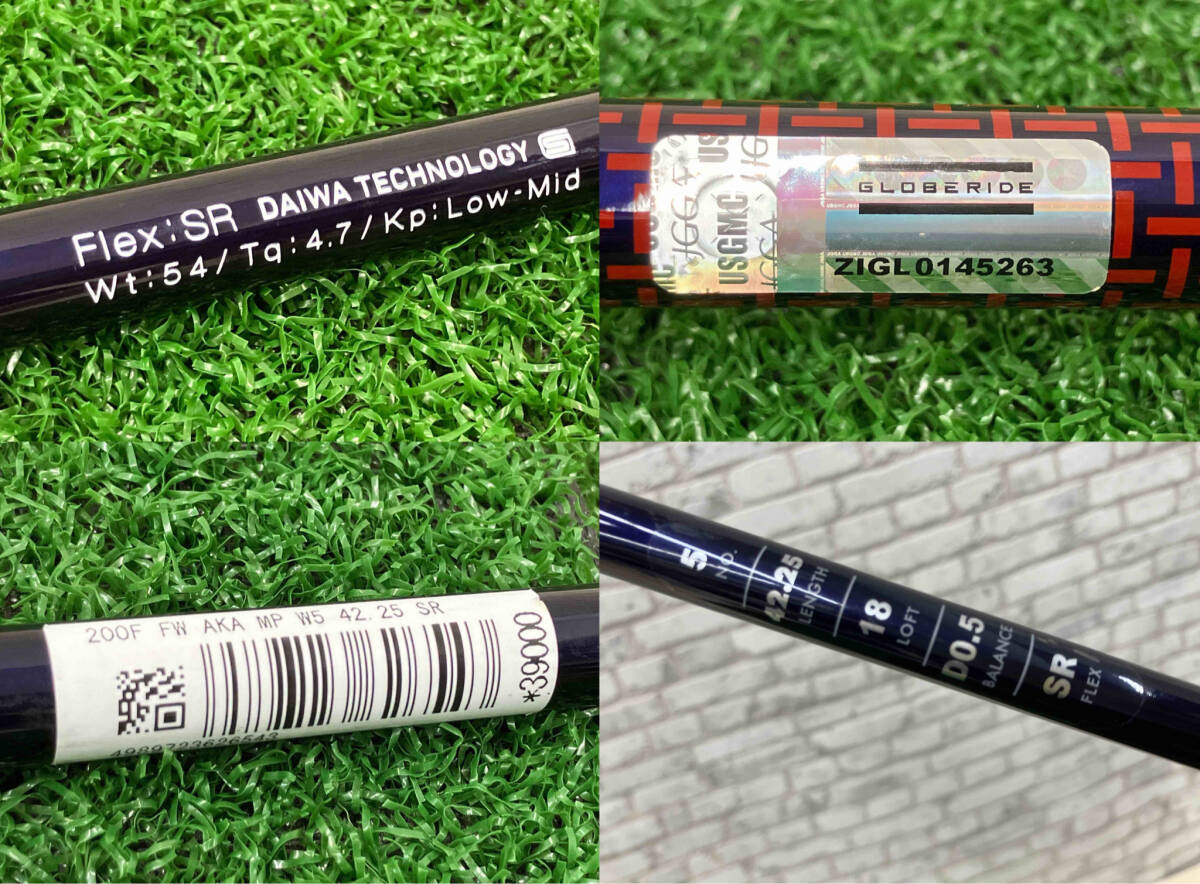 Flex:SR DAIWA TECHNOLOGY S
Wt:54/Tq:4.7/Kp:Low-Mid
USGMC
GLOBERIDE
ZIGL0145263
200F FW AKA MP W5 42.25 SR
*39000
5 NO.
42.25 LENGTH
18 LOFT
D0.5 BALANCE
SR FLEX